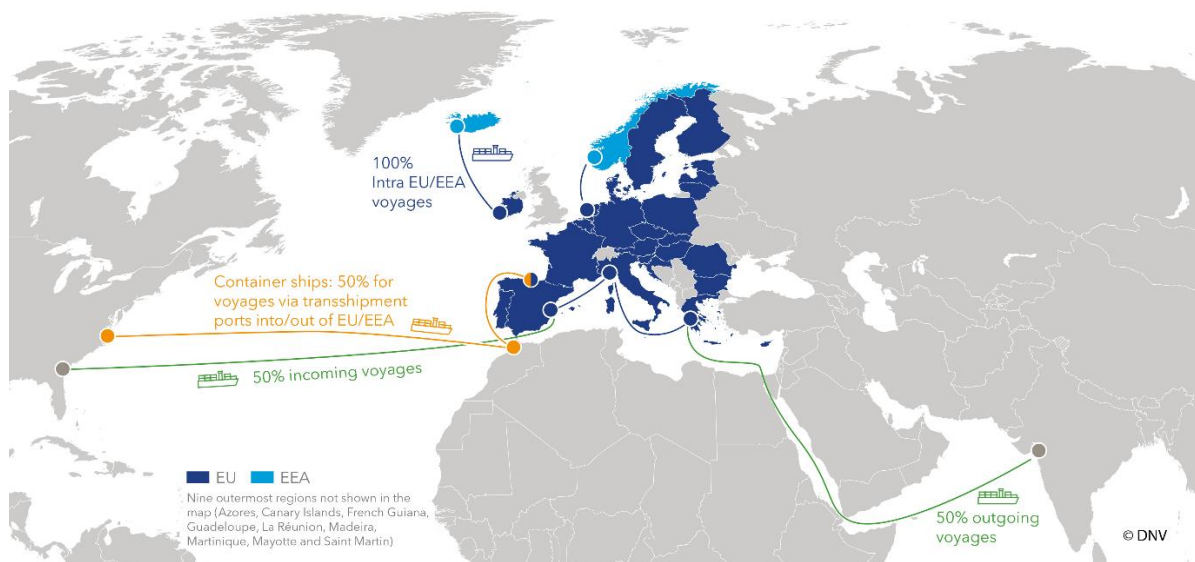 100%
Intra EU/EEA
voyages
Container ships: 50% for
voyages via transshipment
ports into/out of EU/EEA
50% incoming voyages
EU EEA
Nine outermost regions not shown in the
map (Azores, Canary Islands, French Guiana,
Guadeloupe, La Réunion, Madeira,
Martinique, Mayotte and Saint Martin)
50% outgoing
voyages
© DNV